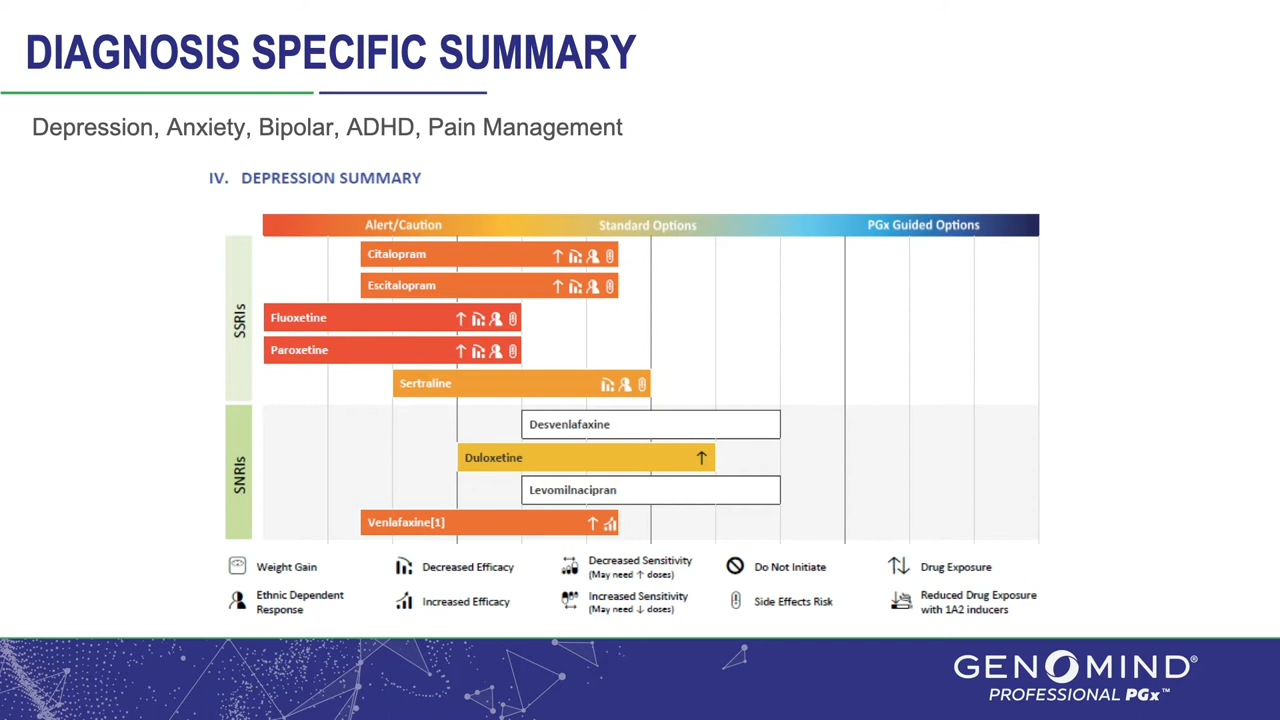 DIAGNOSIS SPECIFIC SUMMARY
Depression, Anxiety, Bipolar, ADHD, Pain Management
IV. DEPRESSION SUMMARY
Alert/Caution Standard Options PGx Guided Options
SSRIs
Citalopram ↑
Escitalopram ↑
Fluoxetine ↑
Paroxetine ↑
Sertraline
SNRIs
Desvenlafaxine
Duloxetine ↑
Levomilnacipran
Venlafaxine[1] ↑
Weight Gain
Decreased Efficacy
Decreased Sensitivity
(May need ↑ doses)
Do Not Initiate
Drug Exposure
Ethnic Dependent
Response
Increased Efficacy
Increased Sensitivity
(May need ↓ doses)
Side Effects Risk
Reduced Drug Exposure
with 1A2 inducers
GENOMIND®
PROFESSIONAL PGx™